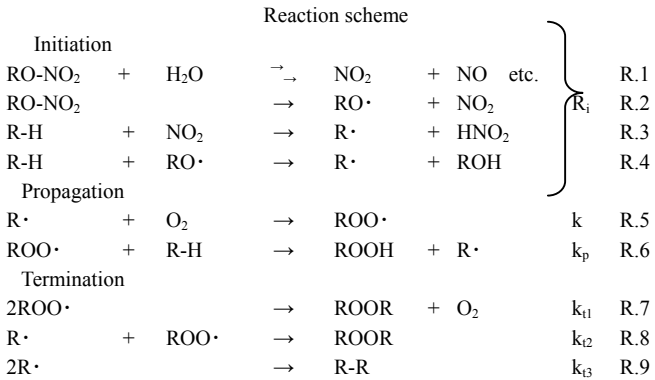 Reaction scheme
Initiation
RO-NO₂ + H₂O →→ NO₂ + NO etc. R.1
RO-NO₂ → RO· + NO₂ Rᵢ R.2
R-H + NO₂ → R· + HNO₂ R.3
R-H + RO· → R· + ROH R.4
Propagation
R· + O₂ → ROO· k R.5
ROO· + R-H → ROOH + R· kₚ R.6
Termination
2ROO· → ROOR + O₂ kₜ₁ R.7
R· + ROO· → ROOR kₜ₂ R.8
2R· → R-R kₜ₃ R.9